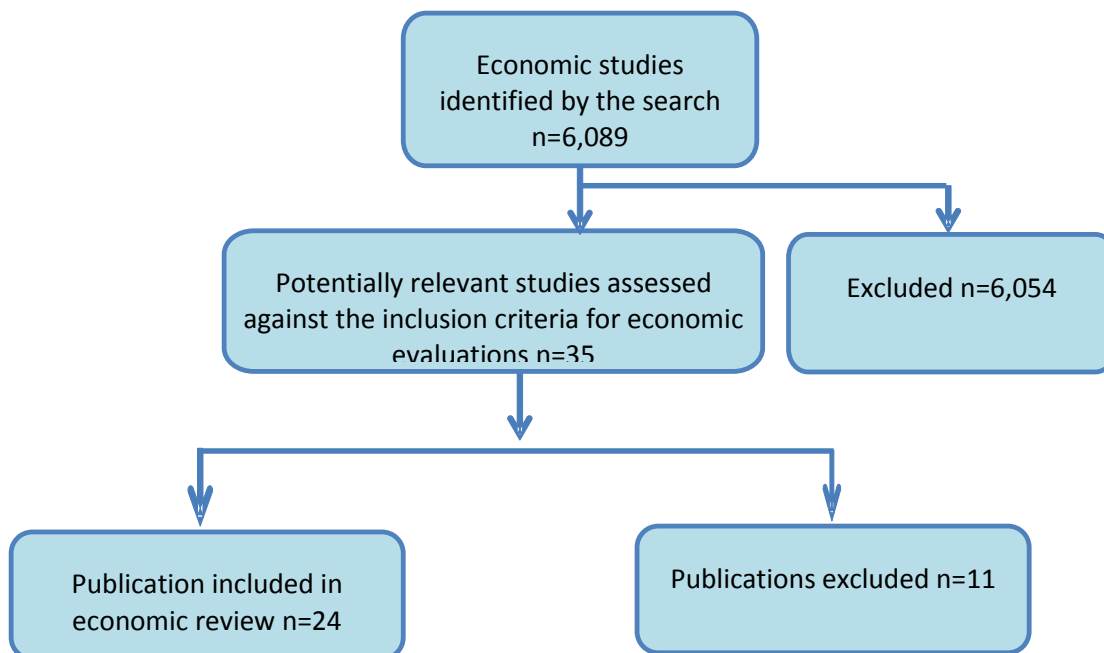 Economic studies
identified by the search
n=6,089
Potentially relevant studies assessed
against the inclusion criteria for economic
evaluations n=35
Excluded n=6,054
Publication included in
economic review n=24
Publications excluded n=11